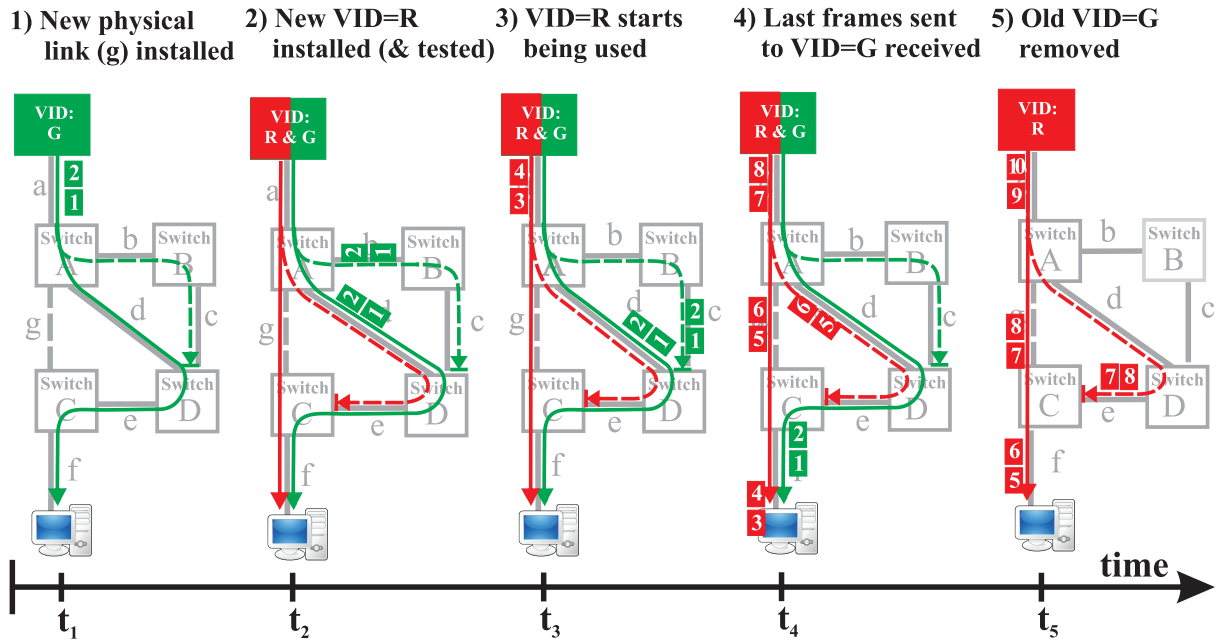 1) New physical
link (g) installed
2) New VID=R
installed (& tested)
3) VID=R starts
being used
4) Last frames sent
to VID=G received
5) Old VID=G
removed
VID:
G
2
1
a
Switch
A
b
Switch
B
g
d
c
Switch
C
e
Switch
D
f
VID:
R & G
a
Switch
A
b
2 1
Switch
B
2 1
g
d
c
Switch
C
e
Switch
D
f
VID:
R & G
4
3
Switch
A
b
Switch
B
g
d
2 1
2
1
c
Switch
C
e
Switch
D
f
VID:
R & G
8
7
Switch
A
b
Switch
B
6
5
6 5
d
c
Switch
C
e
Switch
D
2
1
f
4
3
VID:
R
10
9
Switch
A
b
Switch
B
g
d
c
8
7
Switch
C
7 8
e
Switch
D
6
5
f
time
t1
t2
t3
t4
t5